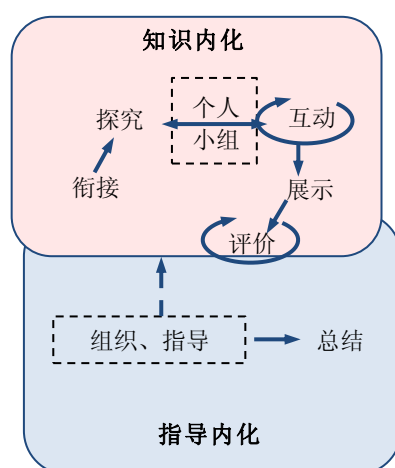 知识内化
个人
探究
互动
小组
衔接
展示
评价
组织、指导
总结
指导内化